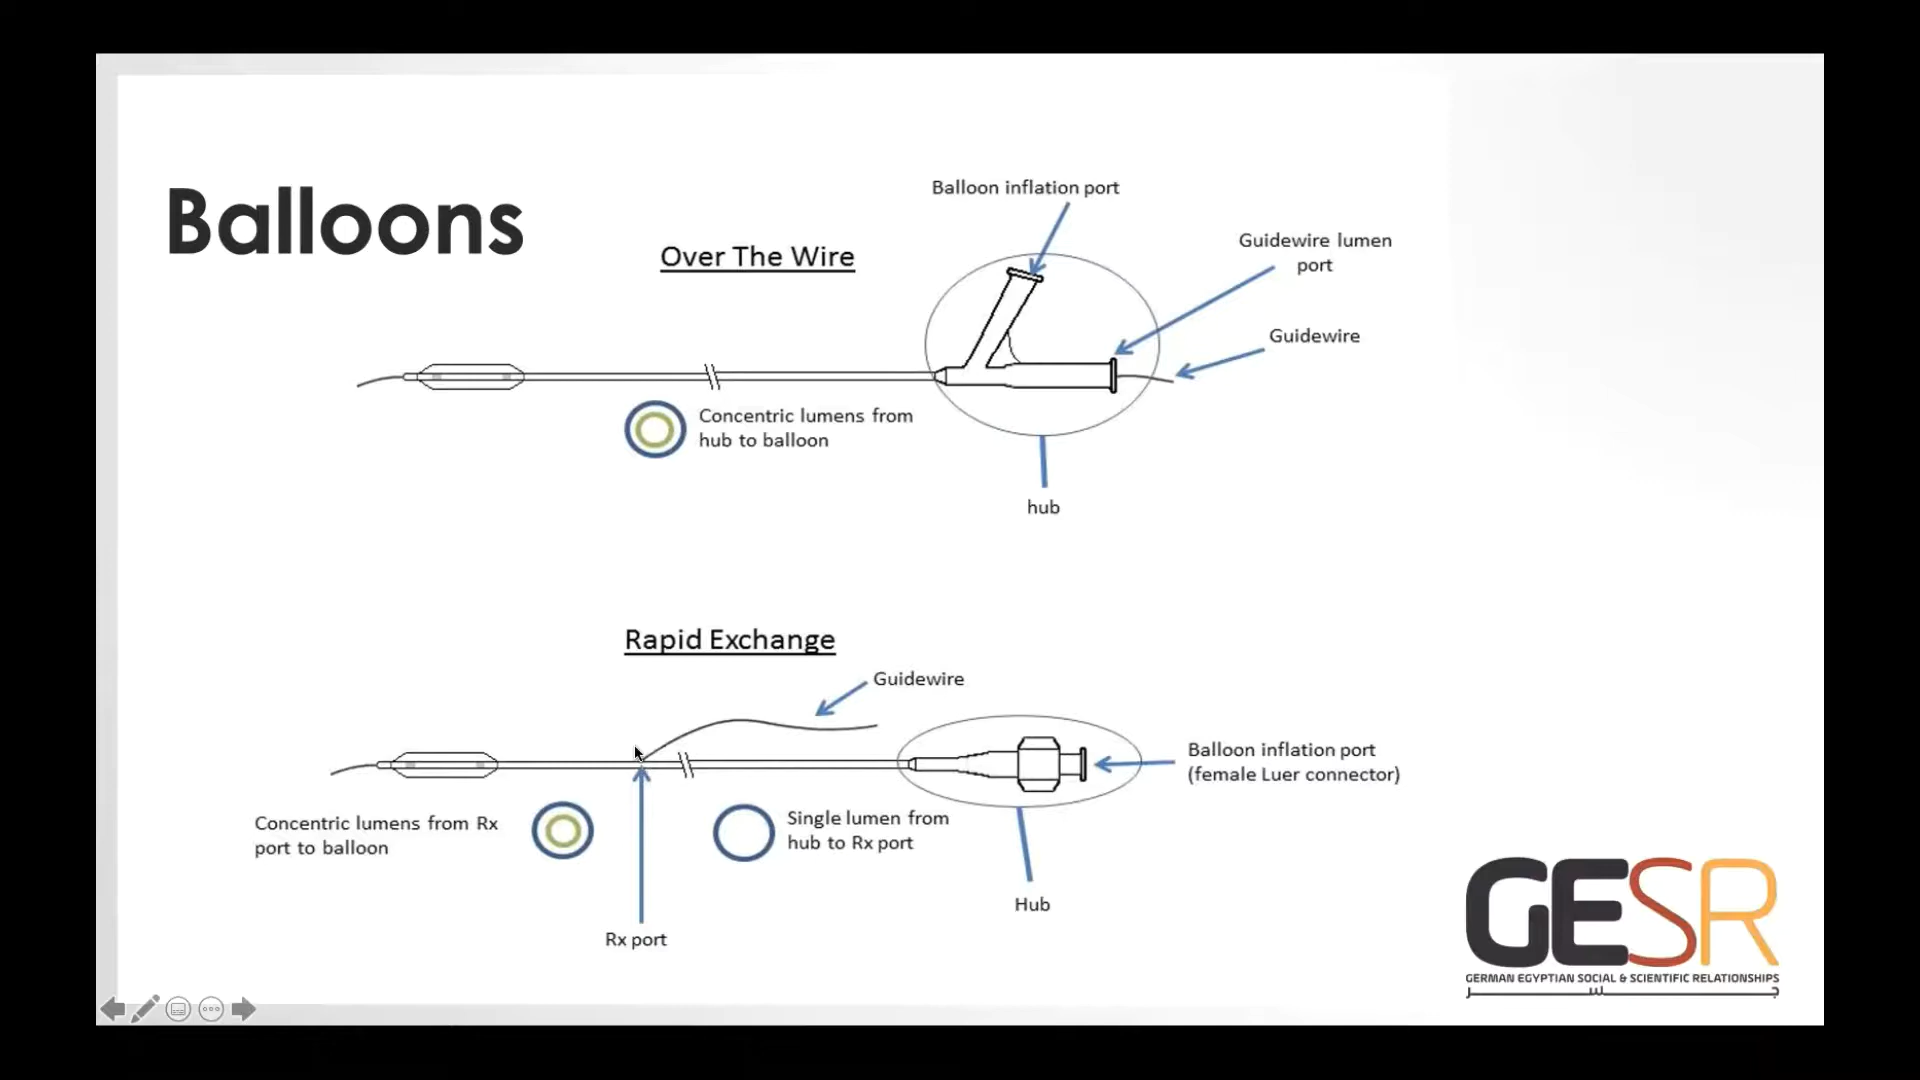 Balloons
Over The Wire
Balloon inflation port
Guidewire lumen
port
Guidewire
Concentric lumens from
hub to balloon
hub
Rapid Exchange
Guidewire
Balloon inflation port
(female Luer connector)
Concentric lumens from Rx
port to balloon
Single lumen from
hub to Rx port
Hub
Rx port
GESR
GERMAN EGYPTIAN SOCIAL & SCIENTIFIC RELATIONSHIPS
جسر